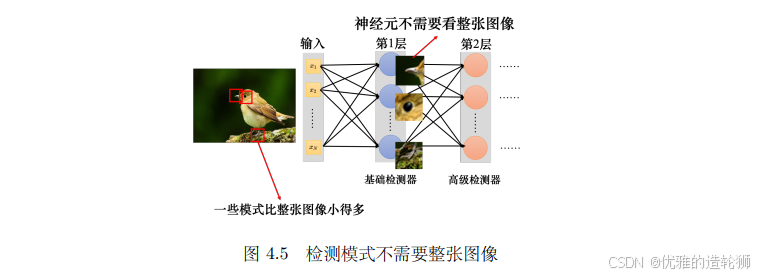 神经元不需要看整张图像
输入
第1层
第2层
x1
x2
xN
……
……
……
基础检测器
高级检测器
一些模式比整张图像小得多
图 4.5 检测模式不需要整张图像
CSDN @优雅的造轮狮